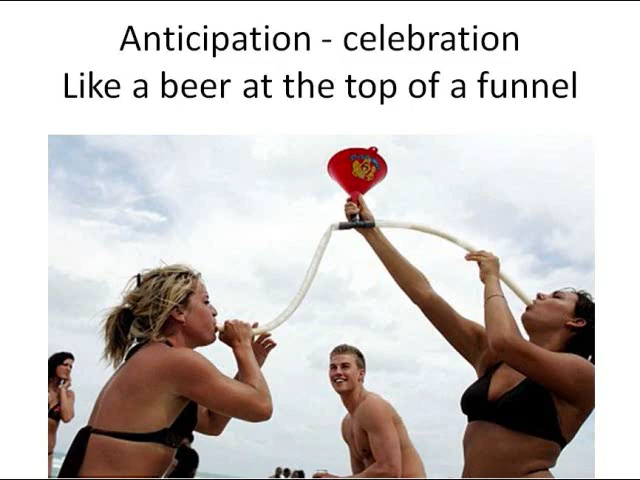 Anticipation - celebration
Like a beer at the top of a funnel